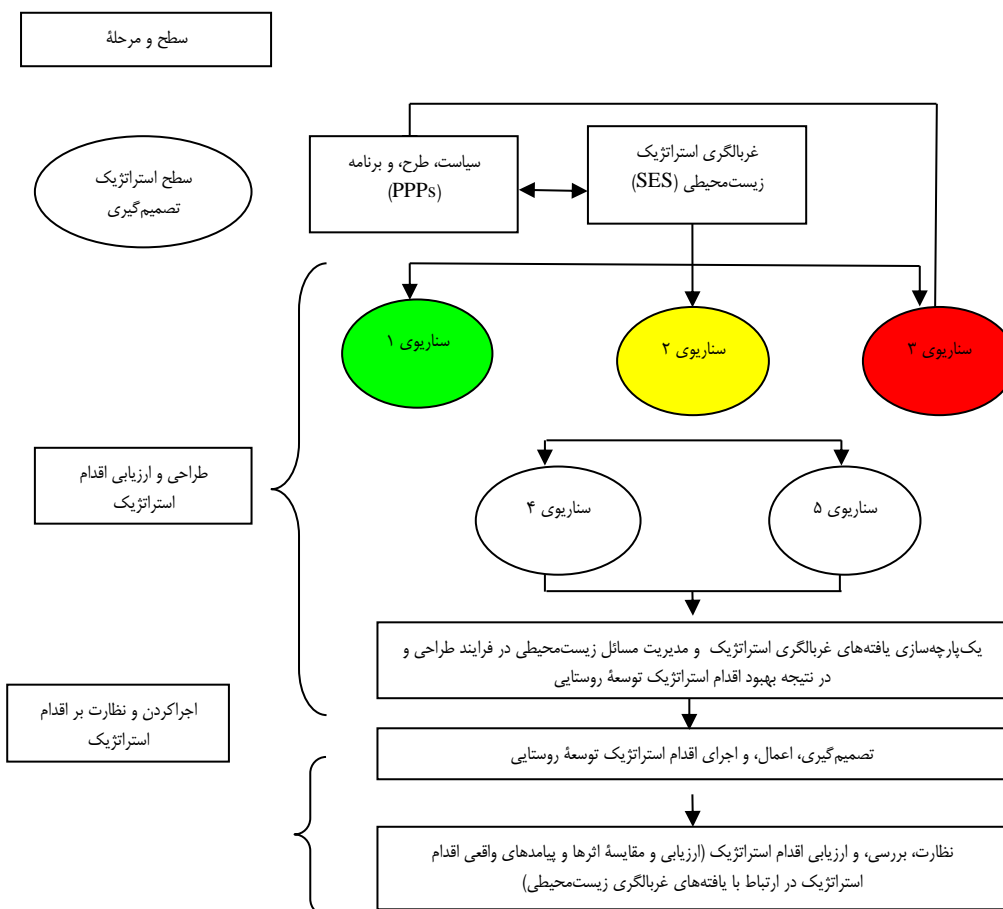 سطح و مرحلهٔ
سطح استراتژیک
تصمیم‌گیری
غربالگری استراتژیک
زیست‌محیطی (SES)
سیاست، طرح، و برنامه
(PPPs)
سناریوی ۱
سناریوی ۲
سناریوی ۳
طراحی و ارزیابی اقدام
استراتژیک
سناریوی ۴
سناریوی ۵
یک‌پارچه‌سازی یافته‌های غربالگری استراتژیک و مدیریت مسائل زیست‌محیطی در فرایند طراحی و
در نتیجه بهبود اقدام استراتژیک توسعهٔ روستایی
اجراکردن و نظارت بر اقدام
استراتژیک
تصمیم‌گیری، اعمال، و اجرای اقدام استراتژیک توسعهٔ روستایی
نظارت، بررسی، و ارزیابی اقدام استراتژیک (ارزیابی و مقایسهٔ اثرها و پیامدهای واقعی اقدام
استراتژیک در ارتباط با یافته‌های غربالگری زیست‌محیطی)